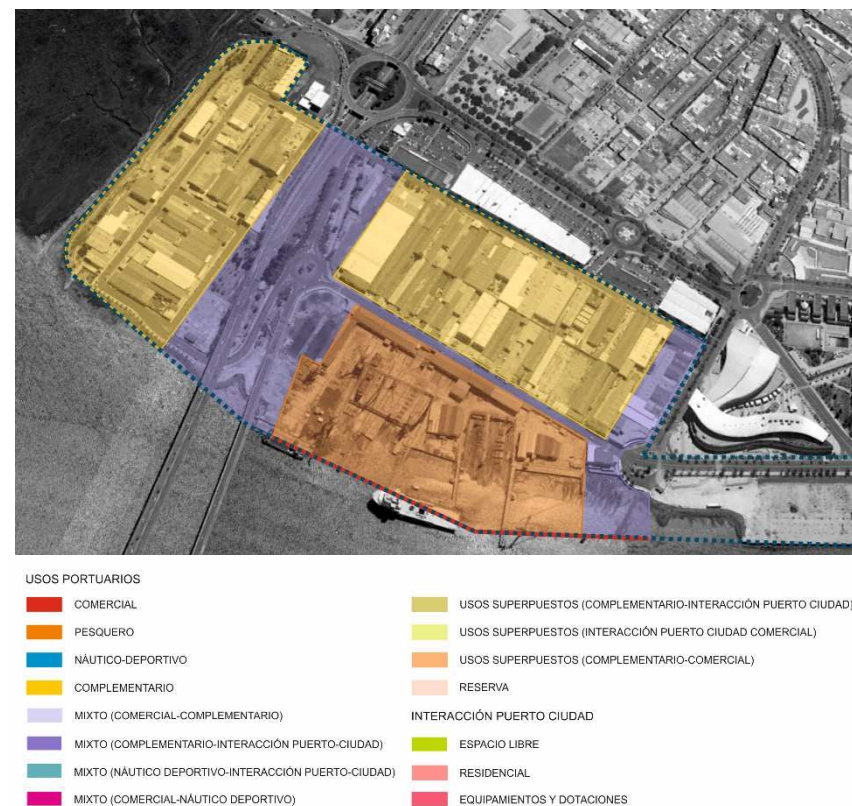 USOS PORTUARIOS
COMERCIAL
PESQUERO
NÁUTICO-DEPORTIVO
COMPLEMENTARIO
MIXTO (COMERCIAL-COMPLEMENTARIO)
MIXTO (COMPLEMENTARIO-INTERACCIÓN PUERTO-CIUDAD)
MIXTO (NÁUTICO DEPORTIVO-INTERACCIÓN PUERTO-CIUDAD)
MIXTO (COMERCIAL-NÁUTICO DEPORTIVO)
USOS SUPERPUESTOS (COMPLEMENTARIO-INTERACCIÓN PUERTO CIUDAD)
USOS SUPERPUESTOS (INTERACCIÓN PUERTO CIUDAD COMERCIAL)
USOS SUPERPUESTOS (COMPLEMENTARIO-COMERCIAL)
RESERVA
INTERACCIÓN PUERTO CIUDAD
ESPACIO LIBRE
RESIDENCIAL
EQUIPAMIENTOS Y DOTACIONES